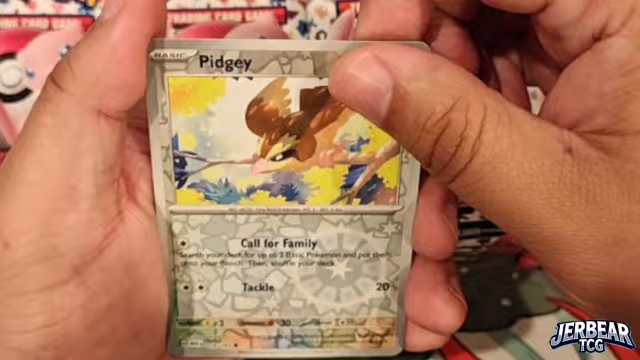 BASIC
Pidgey
Call for Family
Search your deck for up to 2 Basic Pokémon and put them
onto your Bench. Then, shuffle your deck.
Tackle 20
JERBEAR
TCG